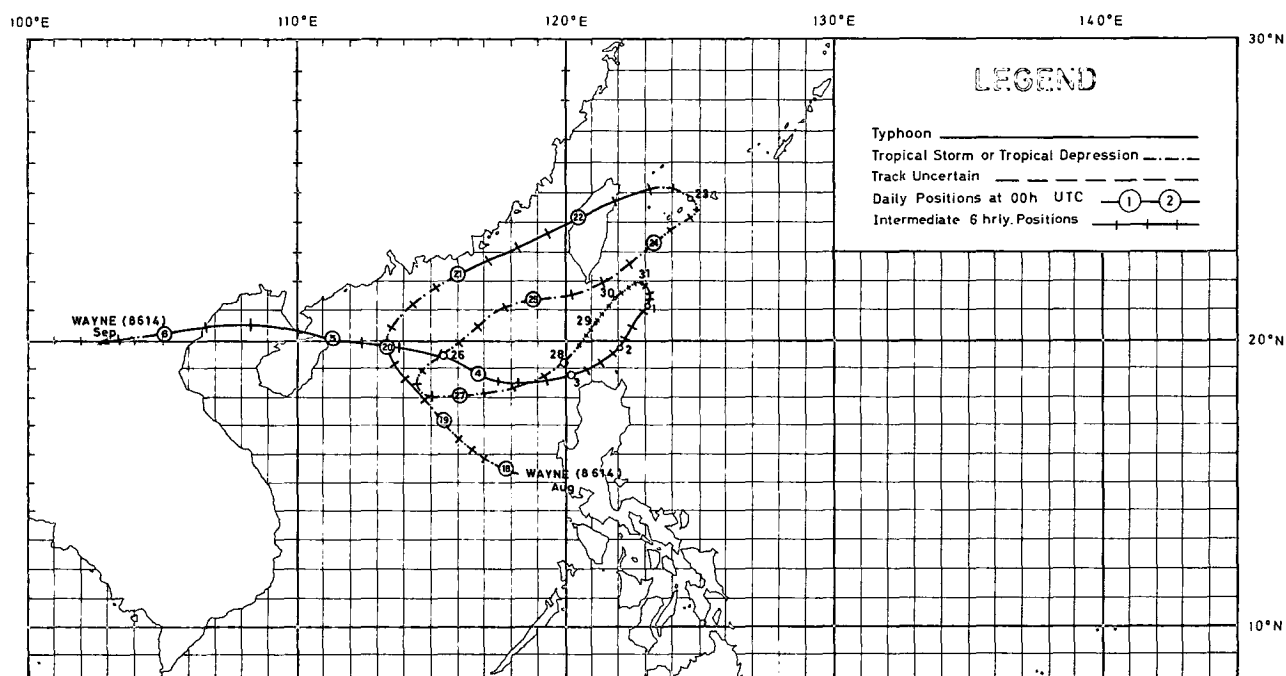 100°E 110°E 120°E 130°E 140°E
30°N
LEGEND
Typhoon
Tropical Storm or Tropical Depression
Track Uncertain
Daily Positions at 00h UTC 1 2
Intermediate 6 hrly. Positions
23
22
24
21
31
25
30
1
29
WAYNE (8614)
Sep
6
5
20
20°N
26
28
2
4
3
27
19
18
WAYNE (8614)
Aug
10°N